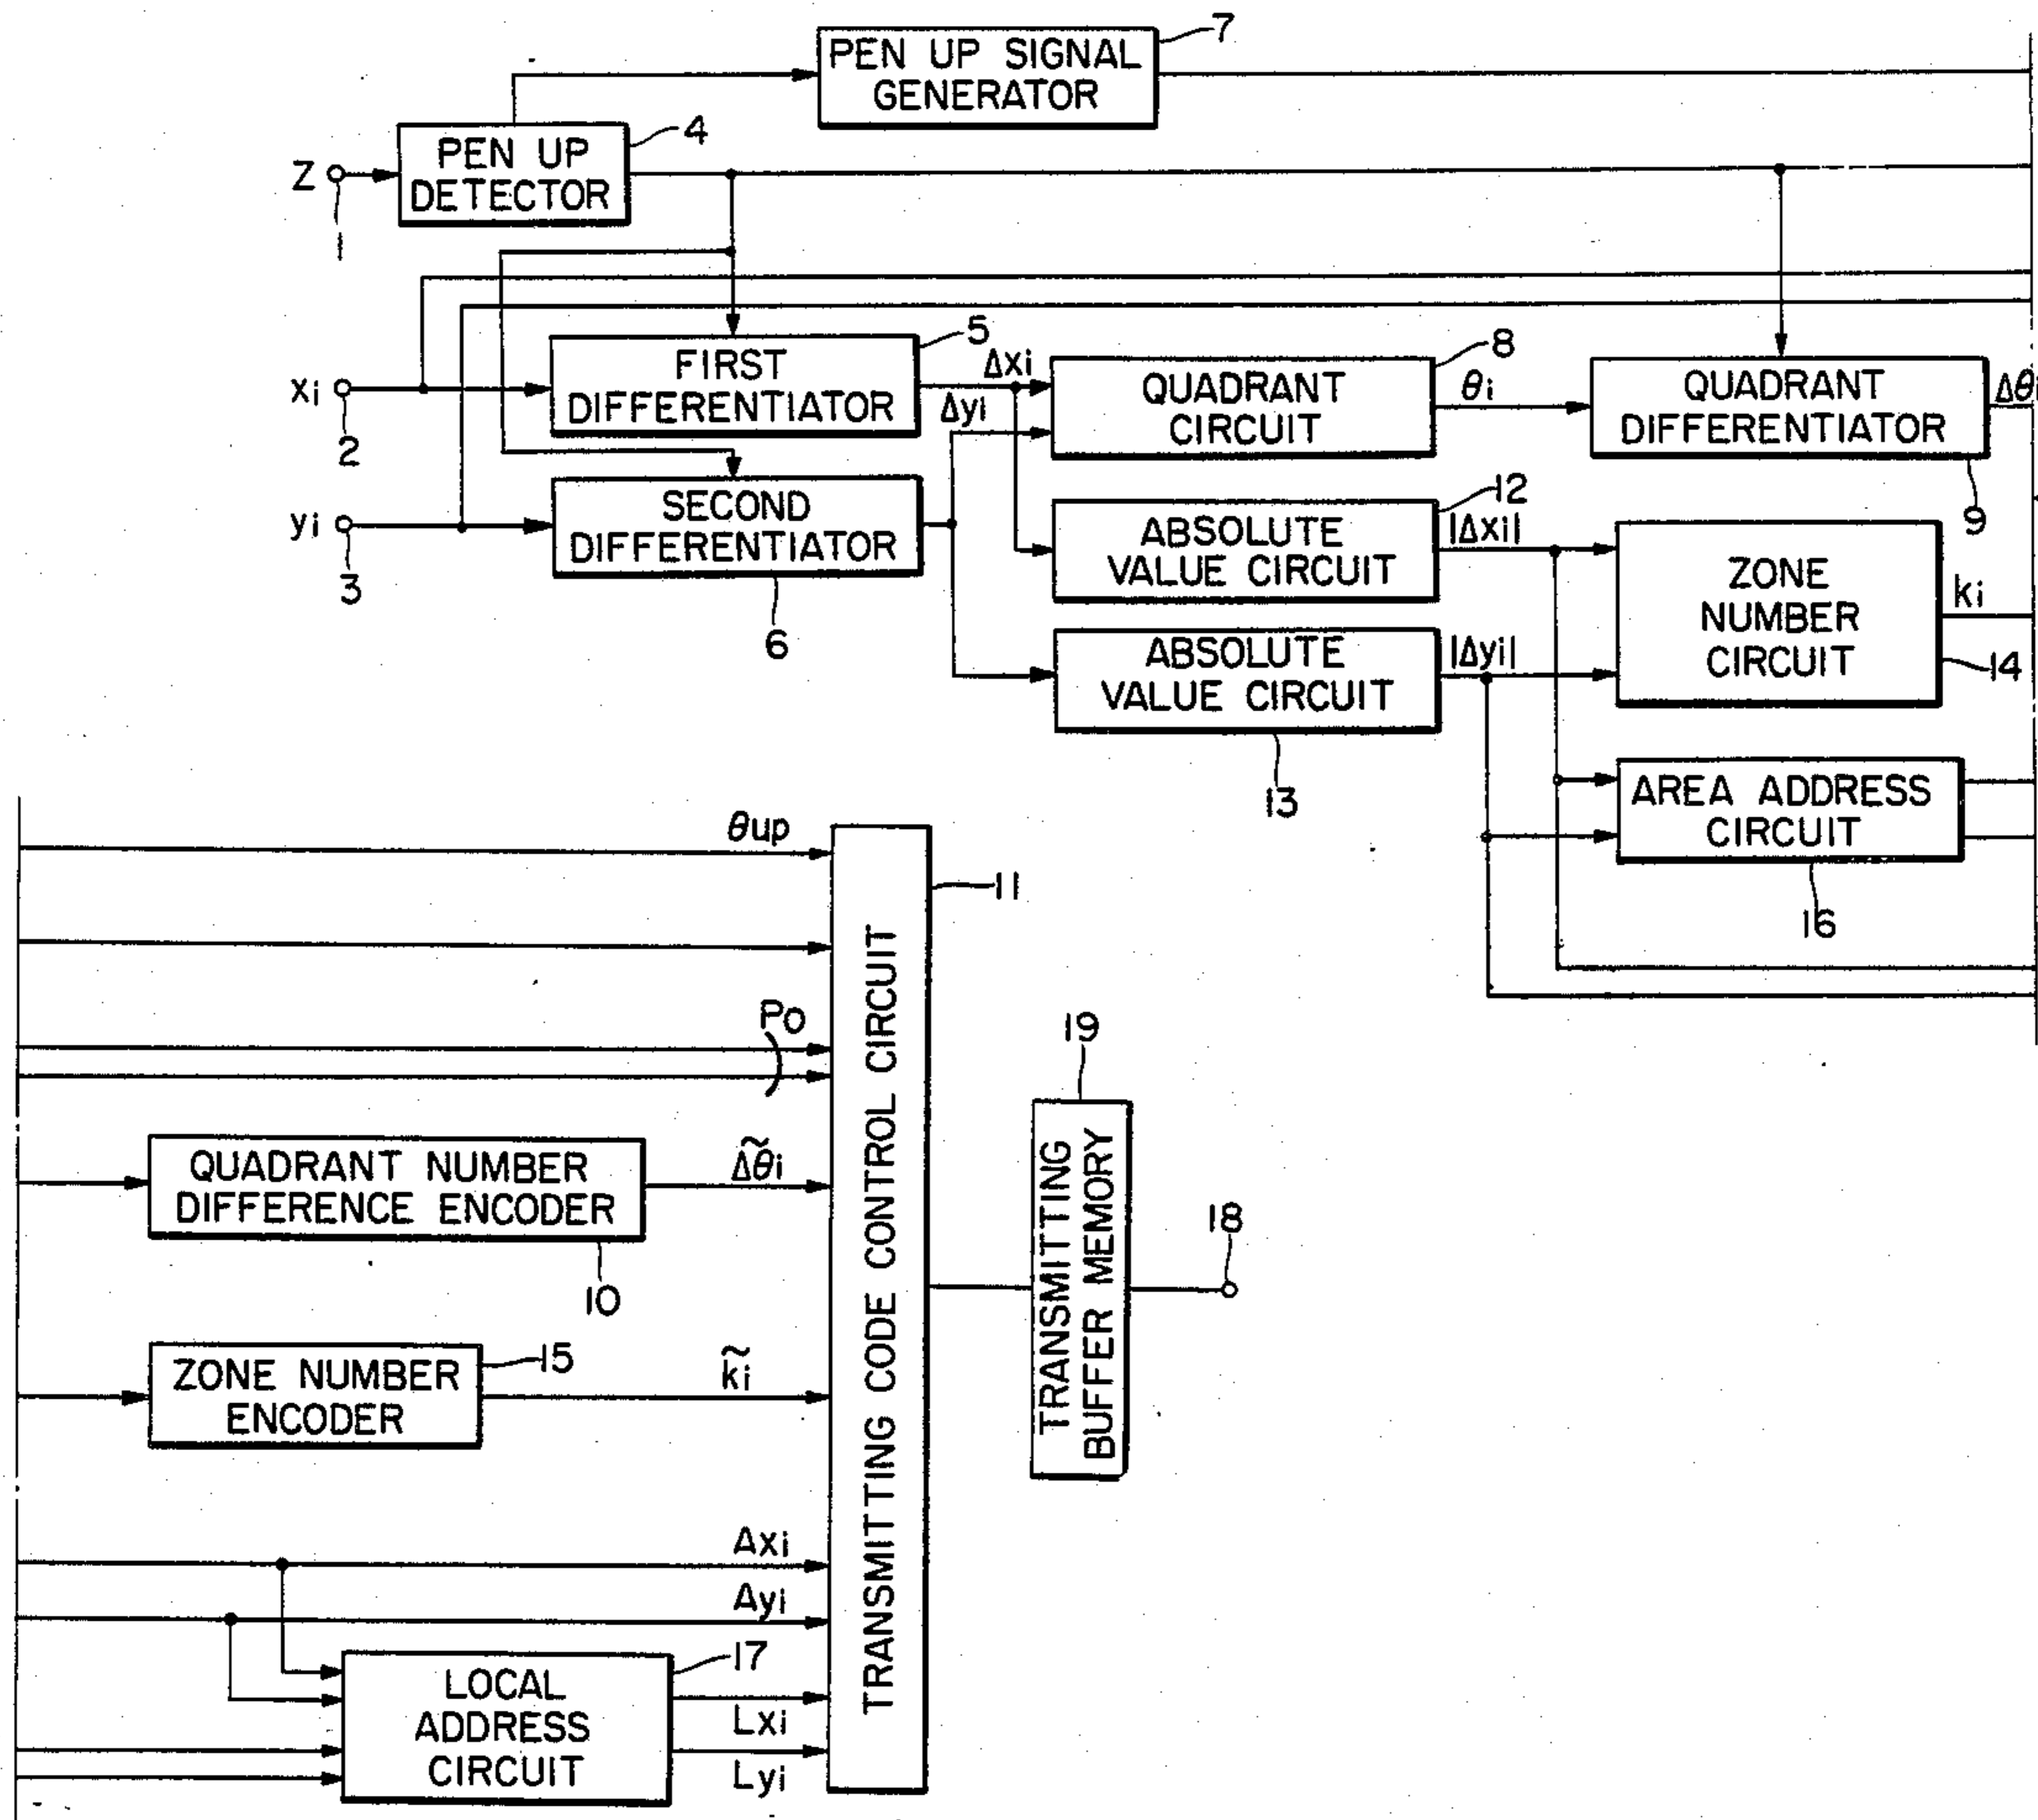 7
PEN UP SIGNAL
GENERATOR
4
PEN UP
DETECTOR
Z
1
5
FIRST
DIFFERENTIATOR
xi
2
Δxi
Δyi
8
QUADRANT
CIRCUIT
θi
QUADRANT
DIFFERENTIATOR
Δθi
9
SECOND
DIFFERENTIATOR
yi
3
6
12
ABSOLUTE
VALUE CIRCUIT
|Δxi|
ZONE
NUMBER
CIRCUIT
ki
14
ABSOLUTE
VALUE CIRCUIT
|Δyi|
13
AREA ADDRESS
CIRCUIT
16
θup
11
TRANSMITTING CODE CONTROL CIRCUIT
Po
19
TRANSMITTING
BUFFER MEMORY
18
QUADRANT NUMBER
DIFFERENCE ENCODER
Δθ̃i
10
15
ZONE NUMBER
ENCODER
k̃i
Axi
Ayi
17
LOCAL
ADDRESS
CIRCUIT
Lxi
Lyi